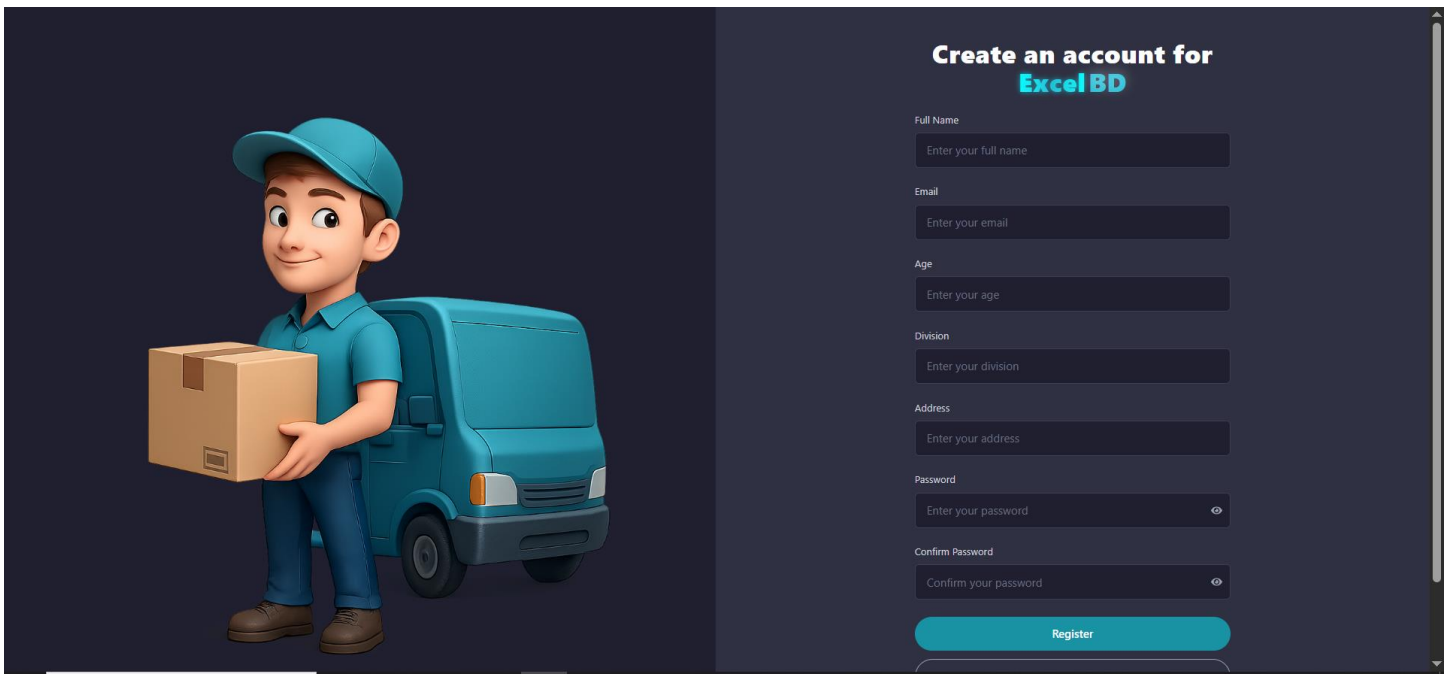 Create an account for
Excel BD
Full Name
Enter your full name
Email
Enter your email
Age
Enter your age
Division
Enter your division
Address
Enter your address
Password
Enter your password
Confirm Password
Confirm your password
Register